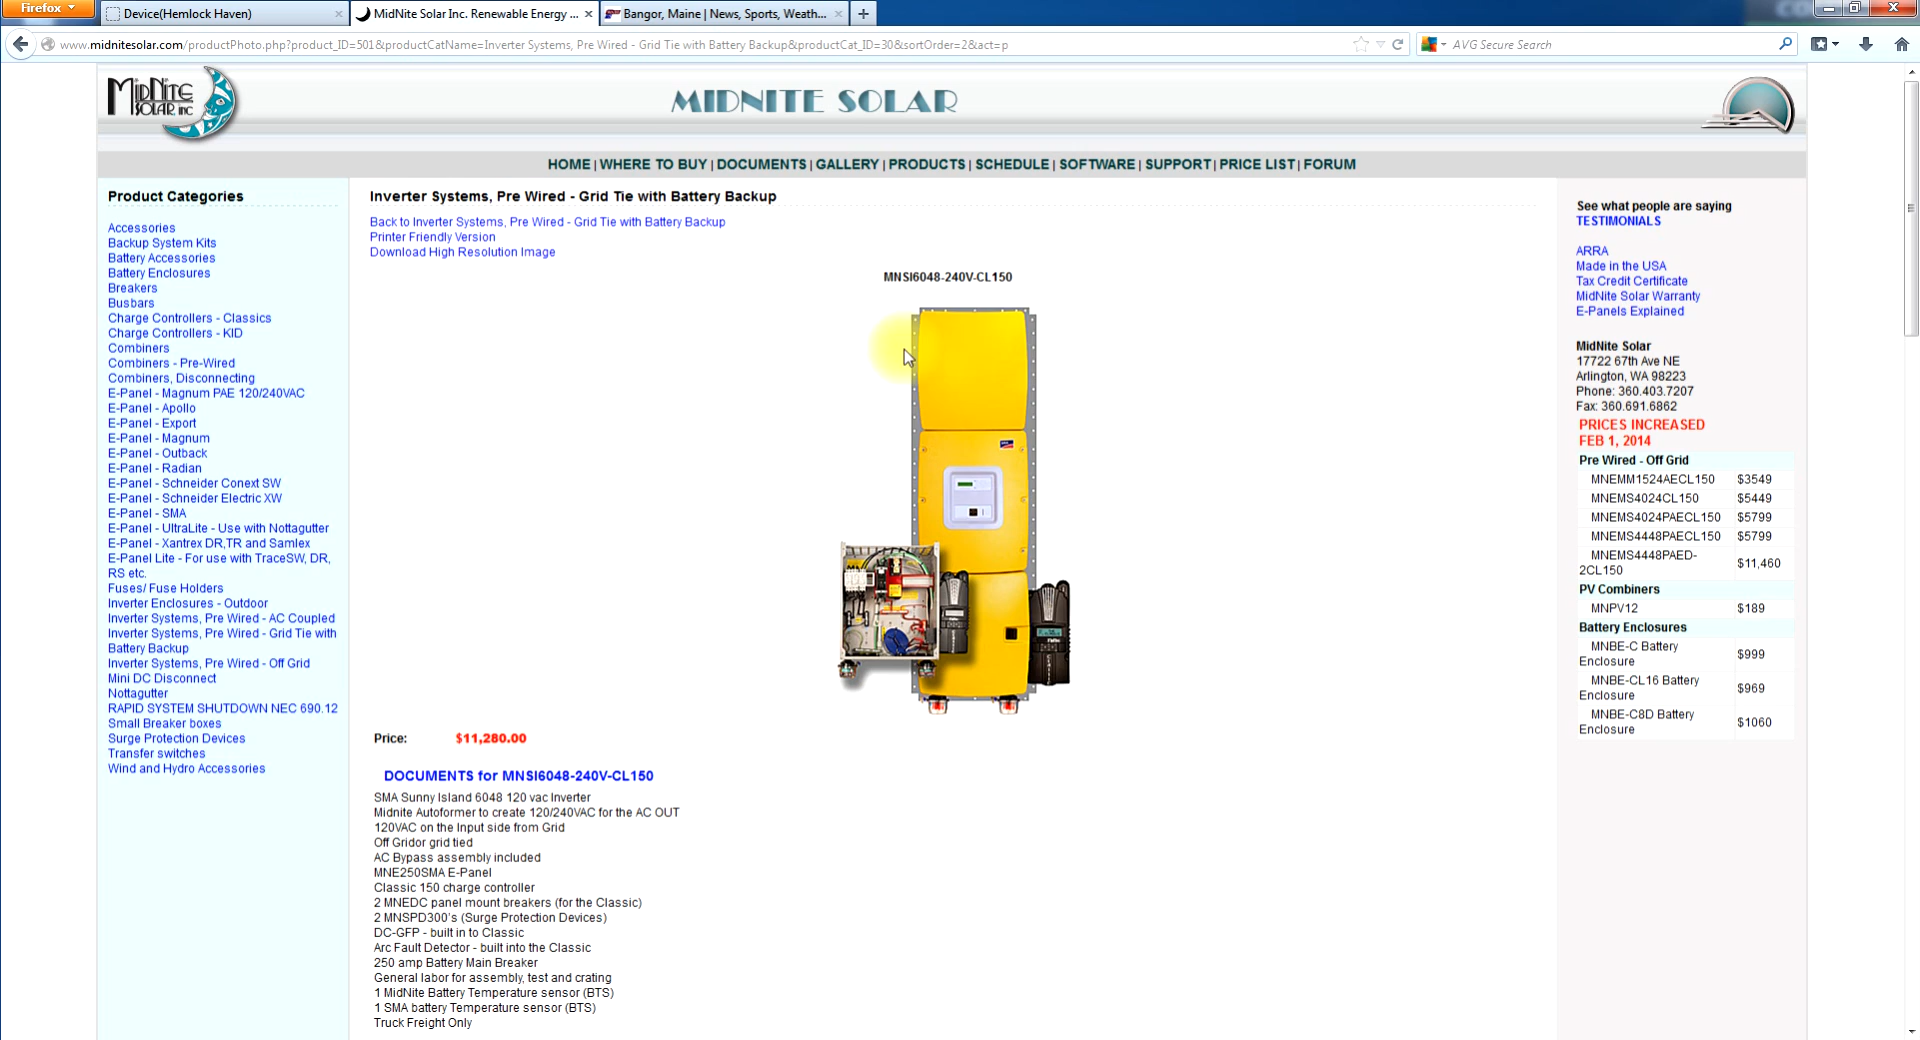 Firefox
Device(Hemlock Haven)
MidNite Solar Inc. Renewable Energy ...
Bangor, Maine | News, Sports, Weath...
www.midnitesolar.com/productPhoto.php?product_ID=501&productCatName=Inverter Systems, Pre Wired - Grid Tie with Battery Backup&productCat_ID=30&sortOrder=2&act=p
AVG Secure Search
MIDNITE SOLAR, INC
MIDNITE SOLAR
HOME | WHERE TO BUY | DOCUMENTS | GALLERY | PRODUCTS | SCHEDULE | SOFTWARE | SUPPORT | PRICE LIST | FORUM
Product Categories
Accessories
Backup System Kits
Battery Accessories
Battery Enclosures
Breakers
Busbars
Charge Controllers - Classics
Charge Controllers - KID
Combiners
Combiners - Pre-Wired
Combiners, Disconnecting
E-Panel - Magnum PAE 120/240VAC
E-Panel - Apollo
E-Panel - Export
E-Panel - Magnum
E-Panel - Outback
E-Panel - Radian
E-Panel - Schneider Conext SW
E-Panel - Schneider Electric XW
E-Panel - SMA
E-Panel - UltraLite - Use with Nottagutter
E-Panel - Xantrex DR,TR and Samlex
E-Panel Lite - For use with TraceSW, DR,
RS etc.
Fuses/ Fuse Holders
Inverter Enclosures - Outdoor
Inverter Systems, Pre Wired - AC Coupled
Inverter Systems, Pre Wired - Grid Tie with
Battery Backup
Inverter Systems, Pre Wired - Off Grid
Mini DC Disconnect
Nottagutter
RAPID SYSTEM SHUTDOWN NEC 690.12
Small Breaker boxes
Surge Protection Devices
Transfer switches
Wind and Hydro Accessories
Inverter Systems, Pre Wired - Grid Tie with Battery Backup
Back to Inverter Systems, Pre Wired - Grid Tie with Battery Backup
Printer Friendly Version
Download High Resolution Image
MNSI6048-240V-CL150
Price: $11,280.00
DOCUMENTS for MNSI6048-240V-CL150
SMA Sunny Island 6048 120 vac Inverter
Midnite Autoformer to create 120/240VAC for the AC OUT
120VAC on the Input side from Grid
Off Gridor grid tied
AC Bypass assembly included
MNE250SMA E-Panel
Classic 150 charge controller
2 MNEDC panel mount breakers (for the Classic)
2 MNSPD300's (Surge Protection Devices)
DC-GFP - built in to Classic
Arc Fault Detector - built into the Classic
250 amp Battery Main Breaker
General labor for assembly, test and crating
1 MidNite Battery Temperature sensor (BTS)
1 SMA battery Temperature sensor (BTS)
Truck Freight Only
See what people are saying
TESTIMONIALS
ARRA
Made in the USA
Tax Credit Certificate
MidNite Solar Warranty
E-Panels Explained
MidNite Solar
17722 67th Ave NE
Arlington, WA 98223
Phone: 360.403.7207
Fax: 360.691.6862
PRICES INCREASED
FEB 1, 2014
Pre Wired - Off Grid
MNEMM1524AECL150 $3549
MNEMS4024CL150 $5449
MNEMS4024PAECL150 $5799
MNEMS4448PAECL150 $5799
MNEMS4448PAED-
2CL150 $11,460
PV Combiners
MNPV12 $189
Battery Enclosures
MNBE-C Battery
Enclosure $999
MNBE-CL16 Battery
Enclosure $969
MNBE-C8D Battery
Enclosure $1060